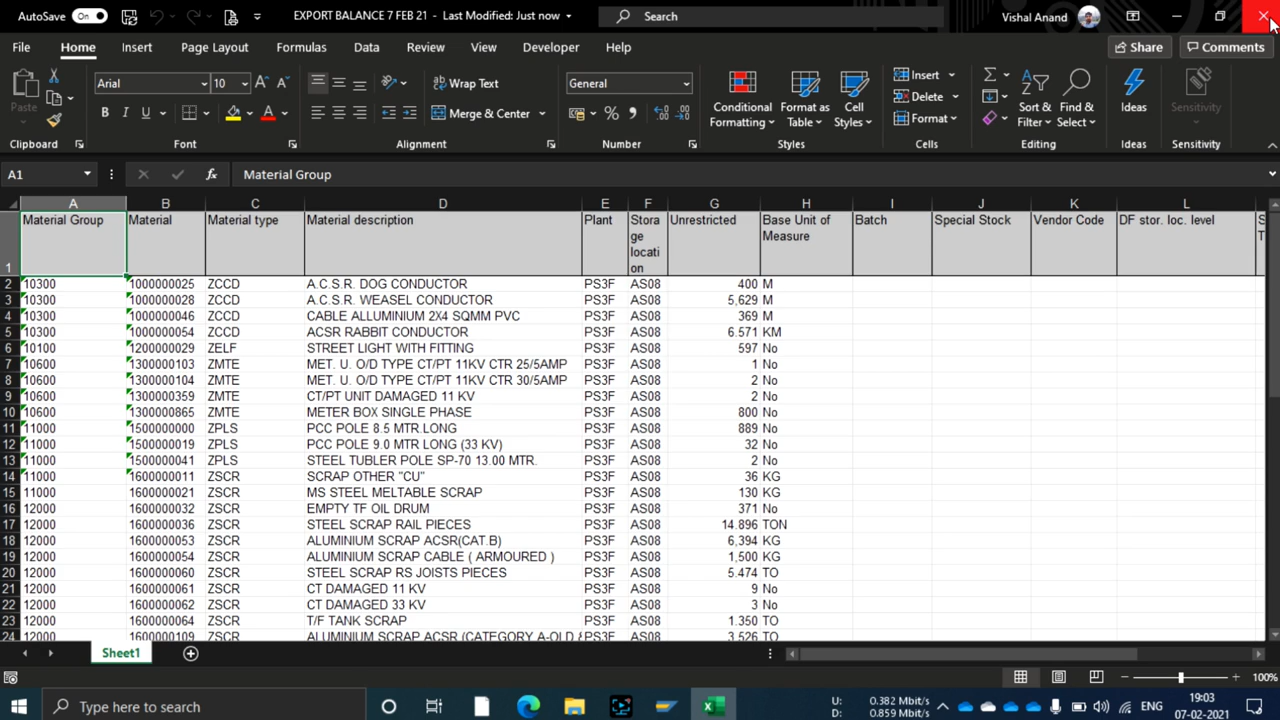 AutoSave On EXPORT BALANCE 7 FEB 21 - Last Modified: Just now Search Vishal Anand
File Home Insert Page Layout Formulas Data Review View Developer Help Share Comments
Paste Arial 10 A A Wrap Text General Conditional Formatting Format as Table Cell Styles Insert Sort & Filter Find & Select Ideas Sensitivity
B I U A Merge & Center % Delete
Format
Clipboard Font Alignment Number Styles Cells Editing Ideas Sensitivity
A1 fx Material Group
A B C D E F G H I J K L
1 Material Group Material Material type Material description Plant Storage location Unrestricted Base Unit of Measure Batch Special Stock Vendor Code DF stor. loc. level
2 10300 1000000025 ZCCD A.C.S.R. DOG CONDUCTOR PS3F AS08 400 M
3 10300 1000000028 ZCCD A.C.S.R. WEASEL CONDUCTOR PS3F AS08 5,629 M
4 10300 1000000046 ZCCD CABLE ALLUMINIUM 2X4 SQMM PVC PS3F AS08 369 M
5 10300 1000000054 ZCCD ACSR RABBIT CONDUCTOR PS3F AS08 6.571 KM
6 10100 1200000029 ZELF STREET LIGHT WITH FITTING PS3F AS08 597 No
7 10600 1300000103 ZMTE MET. U. O/D TYPE CT/PT 11KV CTR 25/5AMP PS3F AS08 1 No
8 10600 1300000104 ZMTE MET. U. O/D TYPE CT/PT 11KV CTR 30/5AMP PS3F AS08 2 No
9 10600 1300000359 ZMTE CT/PT UNIT DAMAGED 11 KV PS3F AS08 2 No
10 10600 1300000865 ZMTE METER BOX SINGLE PHASE PS3F AS08 800 No
11 11000 1500000000 ZPLS PCC POLE 8.5 MTR.LONG PS3F AS08 889 No
12 11000 1500000019 ZPLS PCC POLE 9.0 MTR LONG (33 KV) PS3F AS08 32 No
13 11000 1500000041 ZPLS STEEL TUBLER POLE SP-70 13.00 MTR. PS3F AS08 2 No
14 11000 1600000011 ZSCR SCRAP OTHER "CU" PS3F AS08 36 KG
15 11000 1600000021 ZSCR MS STEEL MELTABLE SCRAP PS3F AS08 130 KG
16 12000 1600000032 ZSCR EMPTY TF OIL DRUM PS3F AS08 371 No
17 12000 1600000036 ZSCR STEEL SCRAP RAIL PIECES PS3F AS08 14.896 TON
18 12000 1600000053 ZSCR ALUMINIUM SCRAP ACSR(CAT.B) PS3F AS08 6,394 KG
19 12000 1600000054 ZSCR ALUMINIUM SCRAP CABLE ( ARMOURED ) PS3F AS08 1,500 KG
20 12000 1600000060 ZSCR STEEL SCRAP RS JOISTS PIECES PS3F AS08 5.474 TO
21 12000 1600000061 ZSCR CT DAMAGED 11 KV PS3F AS08 9 No
22 12000 1600000062 ZSCR CT DAMAGED 33 KV PS3F AS08 3 No
23 12000 1600000064 ZSCR T/F TANK SCRAP PS3F AS08 1.350 TO
24 12000 1600000109 ZSCR ALUMINIUM SCRAP ACSR (CATEGORY A-OLD & PS3F AS08 3.526 TO
Sheet1
100%
Type here to search U: 0.382 Mbit/s ENG 19:03
D: 0.859 Mbit/s 07-02-2021